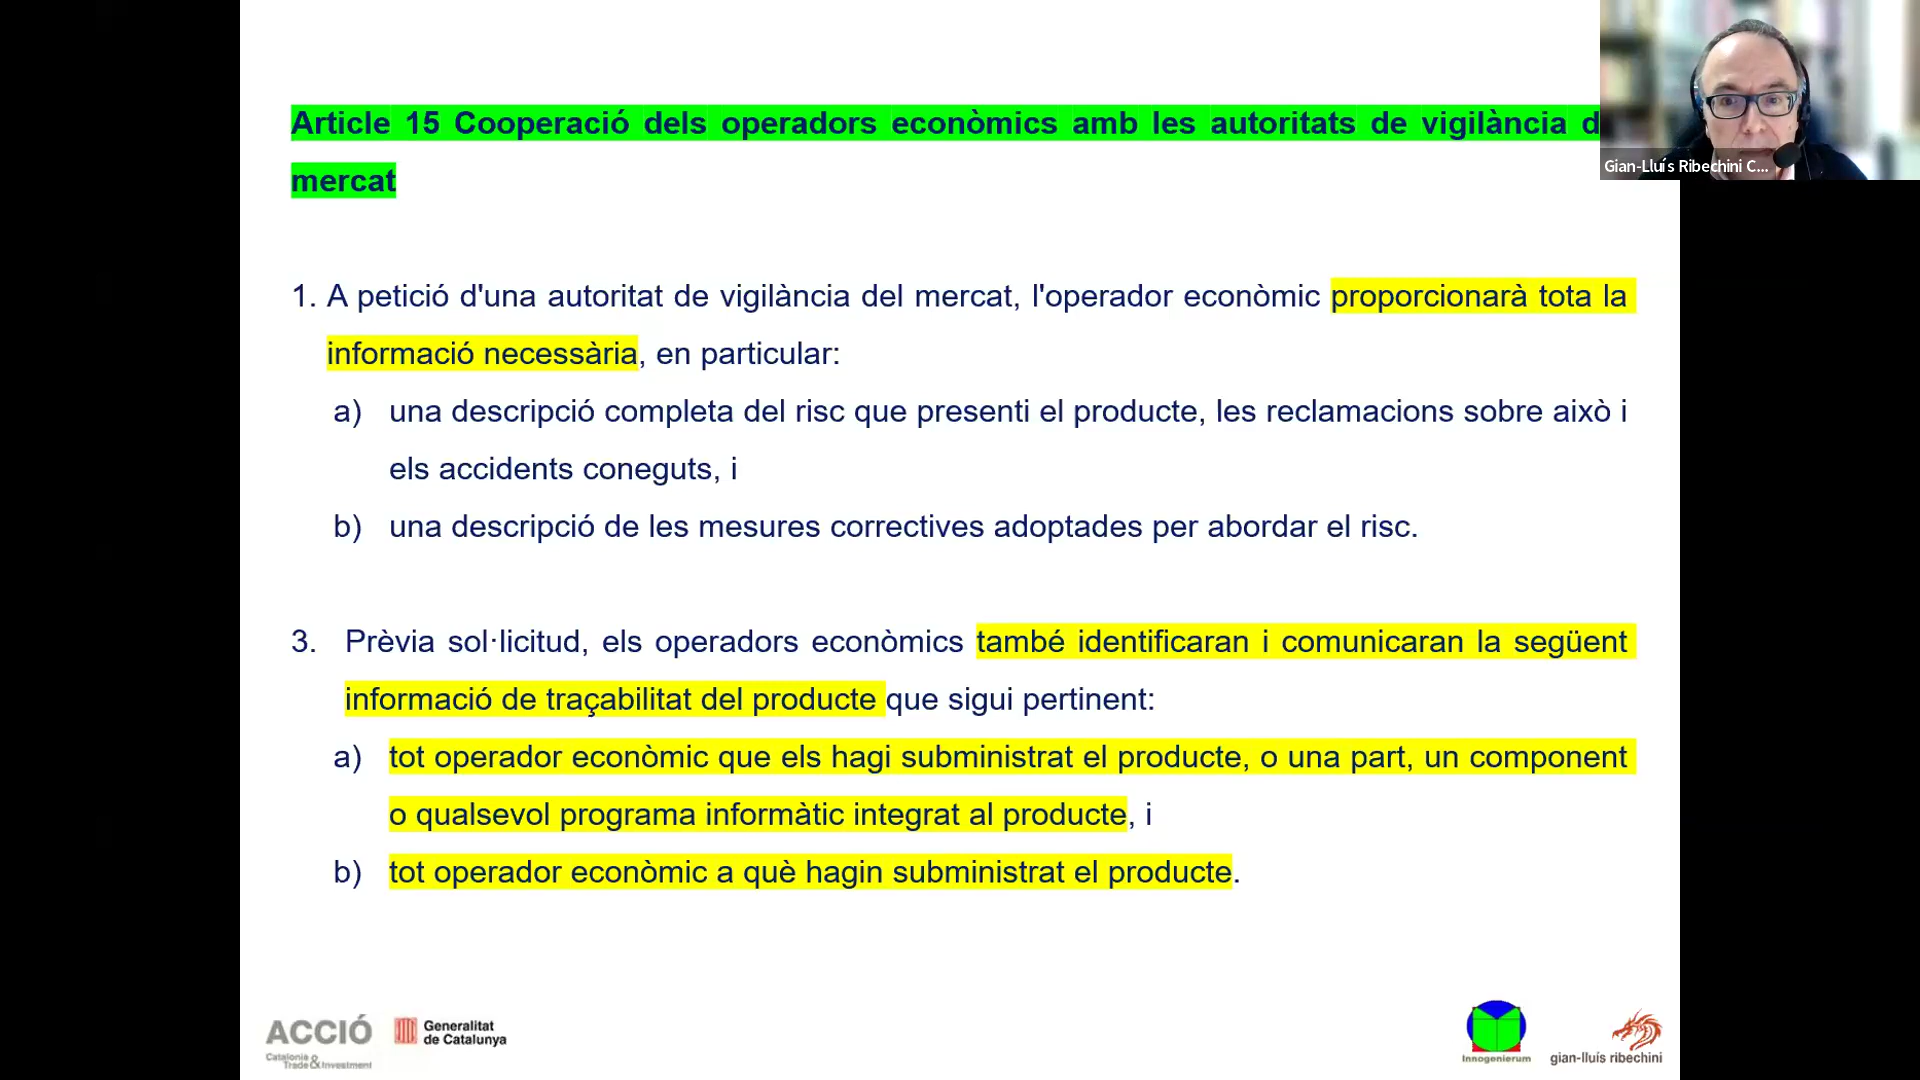 Article 15 Cooperació dels operadors econòmics amb les autoritats de vigilància d
mercat
Gian-Lluís Ribechini C...
1. A petició d'una autoritat de vigilància del mercat, l'operador econòmic proporcionarà tota la
informació necessària, en particular:
a) una descripció completa del risc que presenti el producte, les reclamacions sobre això i
els accidents coneguts, i
b) una descripció de les mesures correctives adoptades per abordar el risc.
3. Prèvia sol·licitud, els operadors econòmics també identificaran i comunicaran la següent
informació de traçabilitat del producte que sigui pertinent:
a) tot operador econòmic que els hagi subministrat el producte, o una part, un component
o qualsevol programa informàtic integrat al producte, i
b) tot operador econòmic a què hagin subministrat el producte.
ACCIÓ
Catalonia
Trade & Investment
Generalitat
de Catalunya
Innogenierum
gian-lluís ribechini